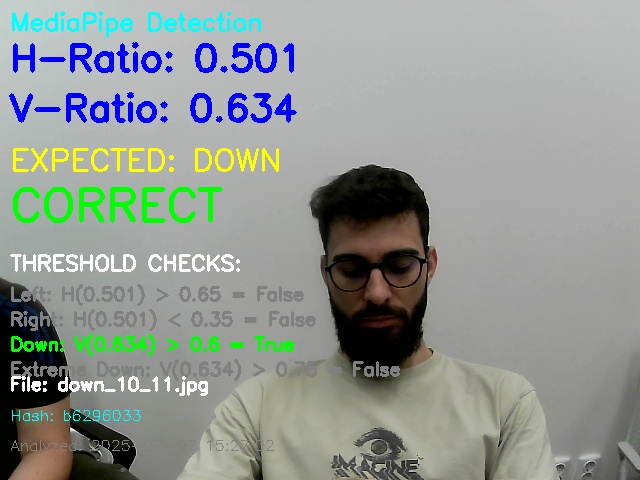 MediaPipe Detection
H-Ratio: 0.501
V-Ratio: 0.634
EXPECTED: DOWN
CORRECT
THRESHOLD CHECKS:
Left: H(0.501) > 0.65 = False
Right: H(0.501) < 0.35 = False
Down: V(0.634) > 0.6 = True
Extreme Down: V(0.634) > 0.75 = False
File: down_10_11.jpg
Hash: b6296033
Analyzed: 2025-
IMAGINE